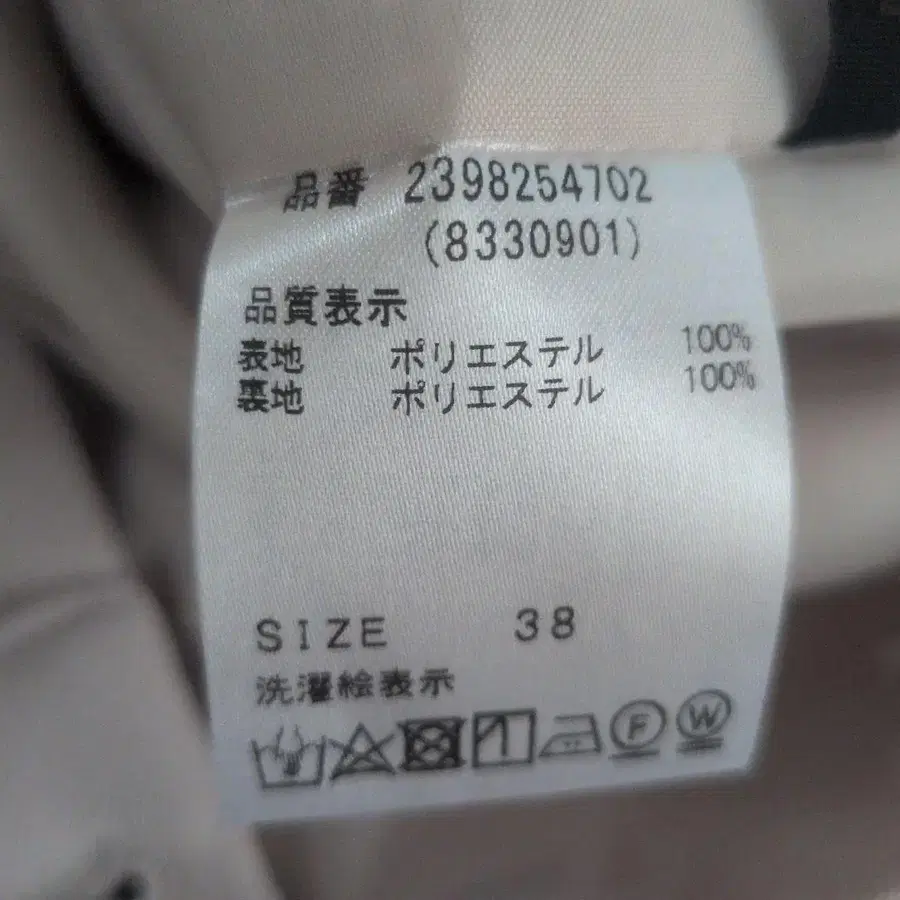 品番 2398254702
(8330901)
品質表示
表地 ポリエステル 100%
裏地 ポリエステル 100%
SIZE 38
洗濯絵表示
F W